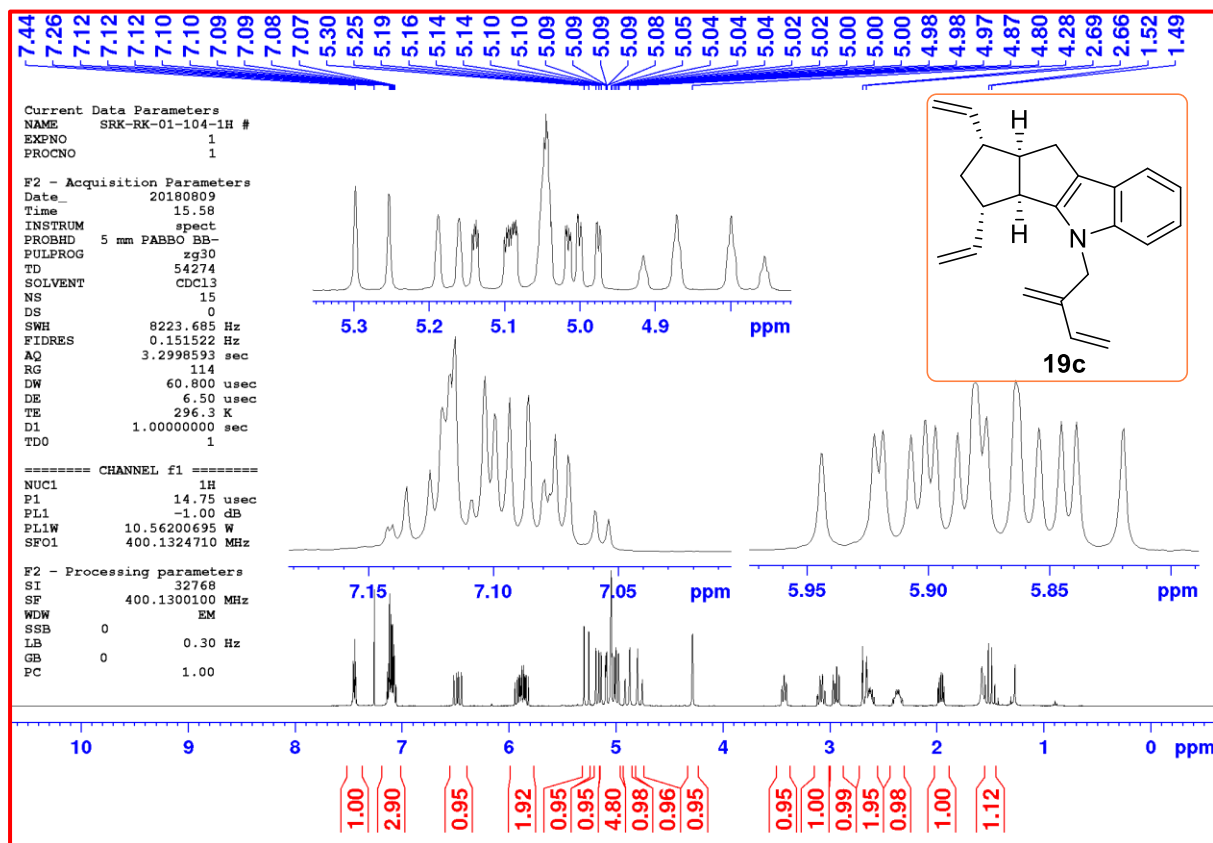 7.44 7.26 7.12 7.12 7.12 7.10 7.10 7.09 7.09 7.08 7.07 5.30 5.25 5.19 5.16 5.14 5.14 5.09 5.09 5.09 5.09 5.08 5.05 5.04 5.04 5.02 5.02 5.00 5.00 4.98 4.98 4.97 4.87 4.80 4.28 2.69 2.66 1.52 1.49
Current Data Parameters
NAME SRK-RK-01-104-1H #
EXPNO 1
PROCNO 1
F2 - Acquisition Parameters
Date_ 20180809
Time 15.58
INSTRUM spect
PROBHD 5 mm PABBO BB-
PULPROG zg30
TD 54274
SOLVENT CDCl3
NS 15
DS 0
SWH 8223.685 Hz
FIDRES 0.151522 Hz
AQ 3.2998593 sec
RG 114
DW 60.800 usec
DE 6.50 usec
TE 296.3 K
D1 1.00000000 sec
TD0 1
======== CHANNEL f1 ========
NUC1 1H
P1 14.75 usec
PL1 -1.00 dB
PL1W 10.56200695 W
SFO1 400.1324710 MHz
F2 - Processing parameters
SI 32768
SF 400.1300100 MHz
WDW EM
SSB 0
LB 0.30 Hz
GB 0
PC 1.00
H
H
N
19c
5.3 5.2 5.1 5.0 4.9 ppm
7.15 7.10 7.05 ppm
5.95 5.90 5.85 ppm
10 9 8 7 6 5 4 3 2 1 0 ppm
1.00 2.90 0.95 1.92 0.95 0.95 4.80 0.98 0.96 0.95 0.95 1.00 0.99 1.95 0.98 1.00 1.12